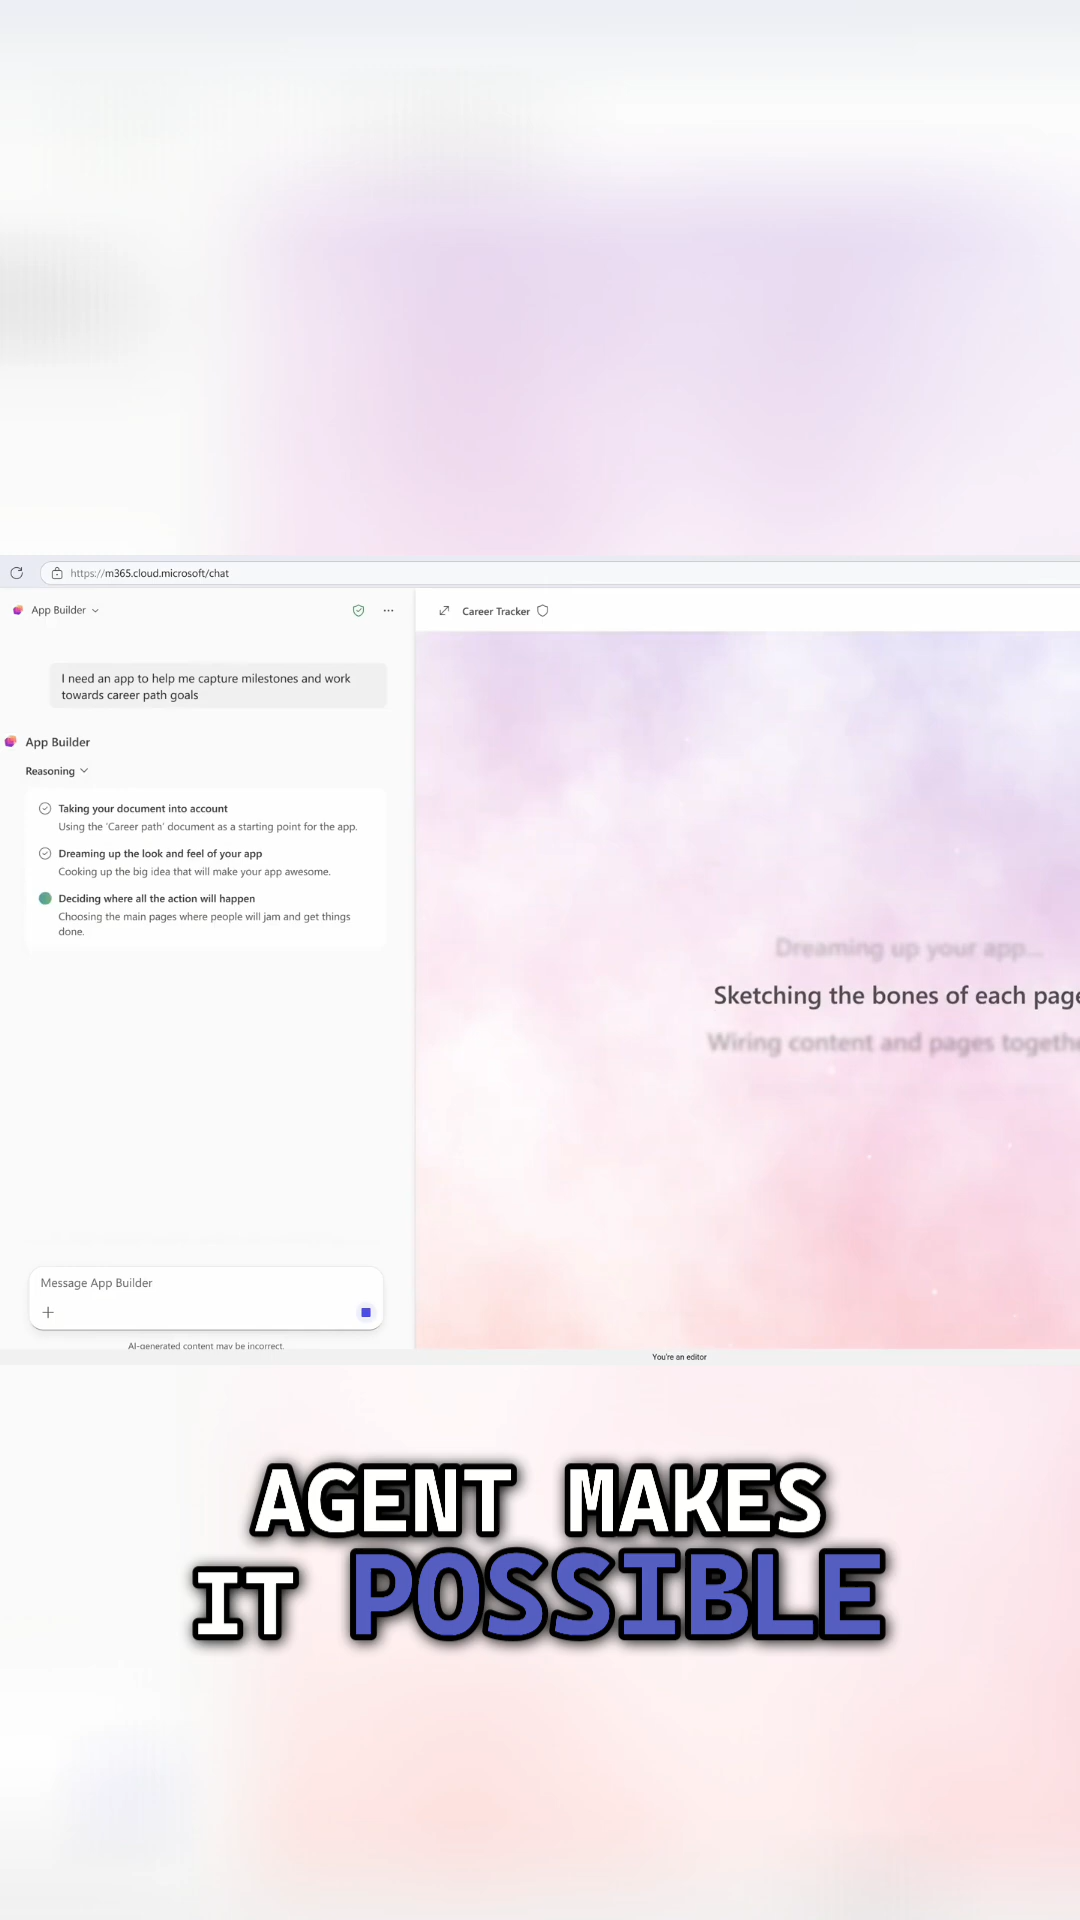 https://m365.cloud.microsoft/chat
App Builder
Career Tracker
I need an app to help me capture milestones and work
towards career path goals
App Builder
Reasoning
Taking your document into account
Using the 'Career path' document as a starting point for the app.
Dreaming up the look and feel of your app
Cooking up the big idea that will make your app awesome.
Deciding where all the action will happen
Choosing the main pages where people will jam and get things
done.
Dreaming up your app...
Sketching the bones of each page
Wiring content and pages togethe
Message App Builder
AI-generated content may be incorrect.
You're an editor
AGENT MAKES
IT POSSIBLE